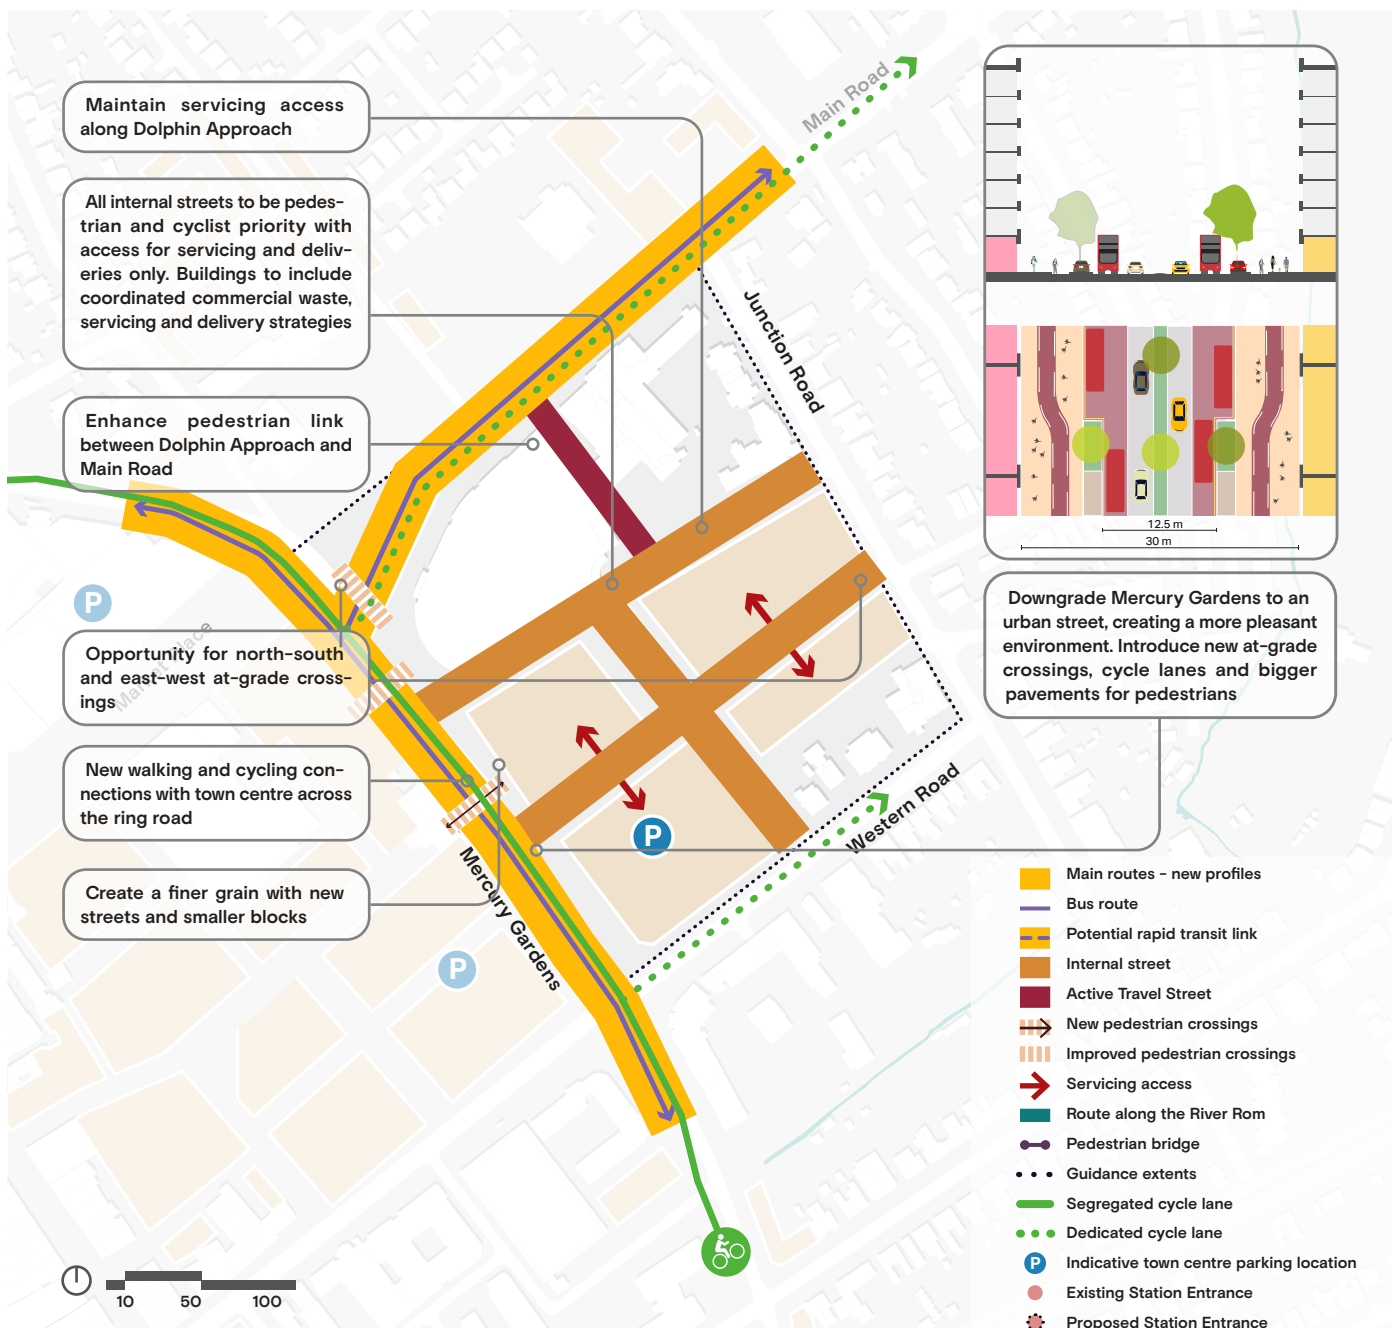 Maintain servicing access
along Dolphin Approach
All internal streets to be pedes-
trian and cyclist priority with
access for servicing and deliv-
eries only. Buildings to include
coordinated commercial waste,
servicing and delivery strategies
Enhance pedestrian link
between Dolphin Approach and
Main Road
Opportunity for north-south
and east-west at-grade cross-
ings
New walking and cycling con-
nections with town centre across
the ring road
Create a finer grain with new
streets and smaller blocks
Main Road
Junction Road
Market Place
Western Road
Mercury Gardens
P
P
P
12.5 m
30 m
Downgrade Mercury Gardens to an
urban street, creating a more pleasant
environment. Introduce new at-grade
crossings, cycle lanes and bigger
pavements for pedestrians
Main routes - new profiles
Bus route
Potential rapid transit link
Internal street
Active Travel Street
New pedestrian crossings
Improved pedestrian crossings
Servicing access
Route along the River Rom
Pedestrian bridge
Guidance extents
Segregated cycle lane
Dedicated cycle lane
P Indicative town centre parking location
Existing Station Entrance
Proposed Station Entrance
10 50 100